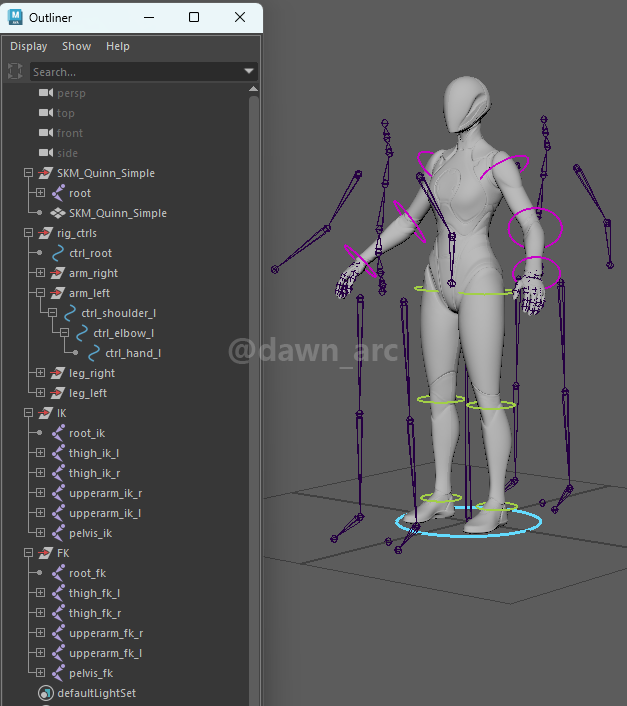 Outliner
Display Show Help
Search...
persp
top
front
side
SKM_Quinn_Simple
root
SKM_Quinn_Simple
rig_ctrls
ctrl_root
arm_right
arm_left
ctrl_shoulder_l
ctrl_elbow_l
ctrl_hand_l
@dawn_arc
leg_right
leg_left
IK
root_ik
thigh_ik_l
thigh_ik_r
upperarm_ik_r
upperarm_ik_l
pelvis_ik
FK
root_fk
thigh_fk_l
thigh_fk_r
upperarm_fk_r
upperarm_fk_l
pelvis_fk
defaultLightSet